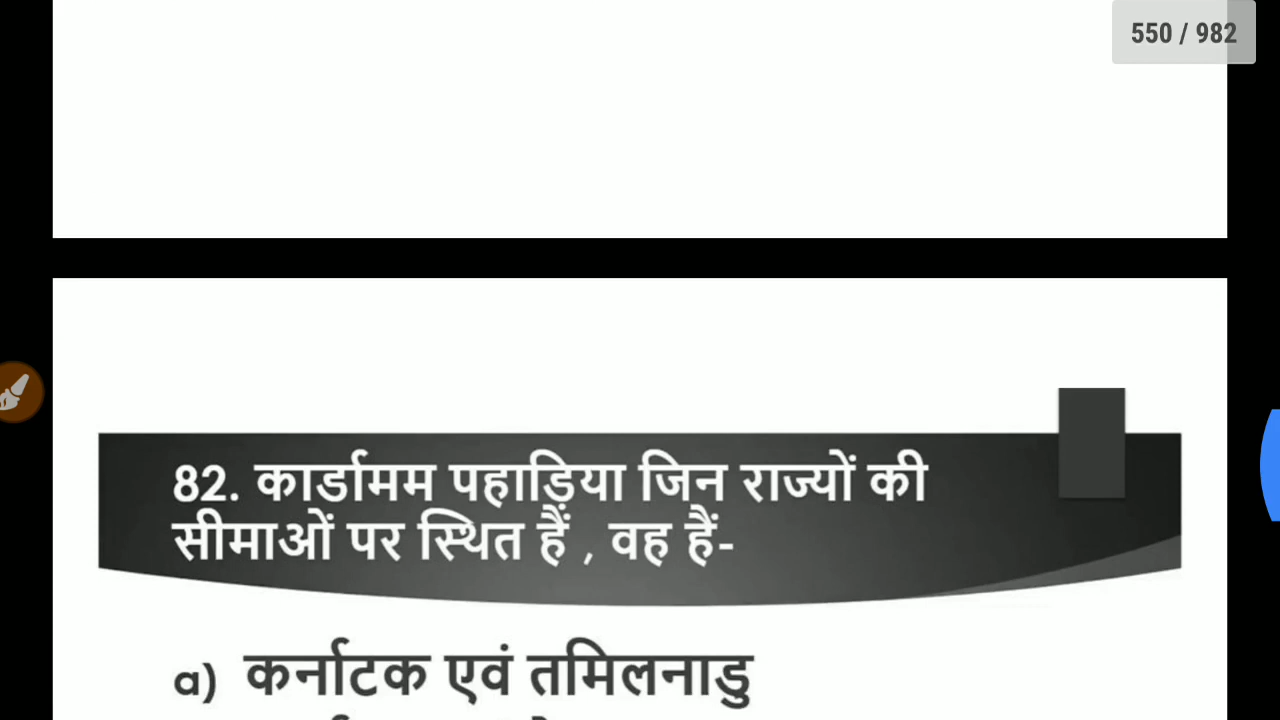 550 / 982
82. कार्डामम पहाड़िया जिन राज्यों की
सीमाओं पर स्थित हैं , वह हैं-
a) कर्नाटक एवं तमिलनाडु